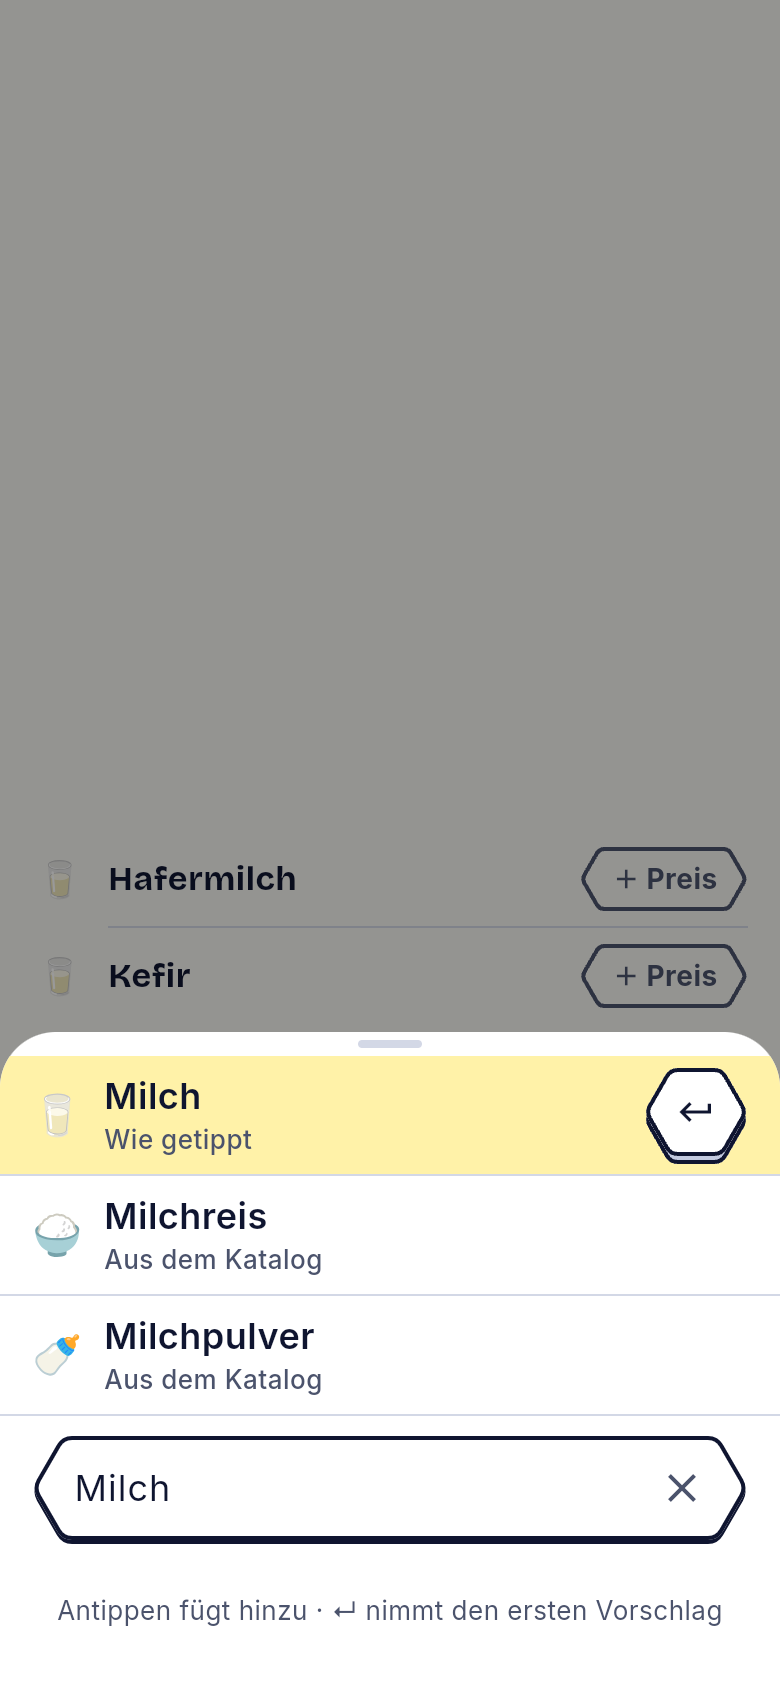 Hafermilch
+ Preis
Kefir
+ Preis
Milch
Wie getippt
Milchreis
Aus dem Katalog
Milchpulver
Aus dem Katalog
Milch
Antippen fügt hinzu · ↵ nimmt den ersten Vorschlag